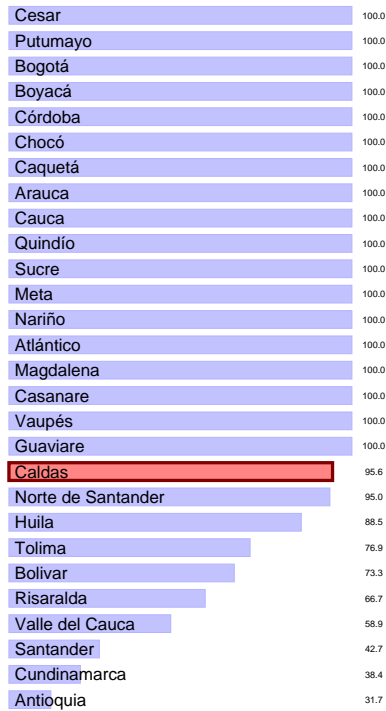 Cesar 100.0
Putumayo 100.0
Bogotá 100.0
Boyacá 100.0
Córdoba 100.0
Chocó 100.0
Caquetá 100.0
Arauca 100.0
Cauca 100.0
Quindío 100.0
Sucre 100.0
Meta 100.0
Nariño 100.0
Atlántico 100.0
Magdalena 100.0
Casanare 100.0
Vaupés 100.0
Guaviare 100.0
Caldas 95.6
Norte de Santander 95.0
Huila 88.5
Tolima 76.9
Bolivar 73.3
Risaralda 66.7
Valle del Cauca 58.9
Santander 42.7
Cundinamarca 38.4
Antioquia 31.7